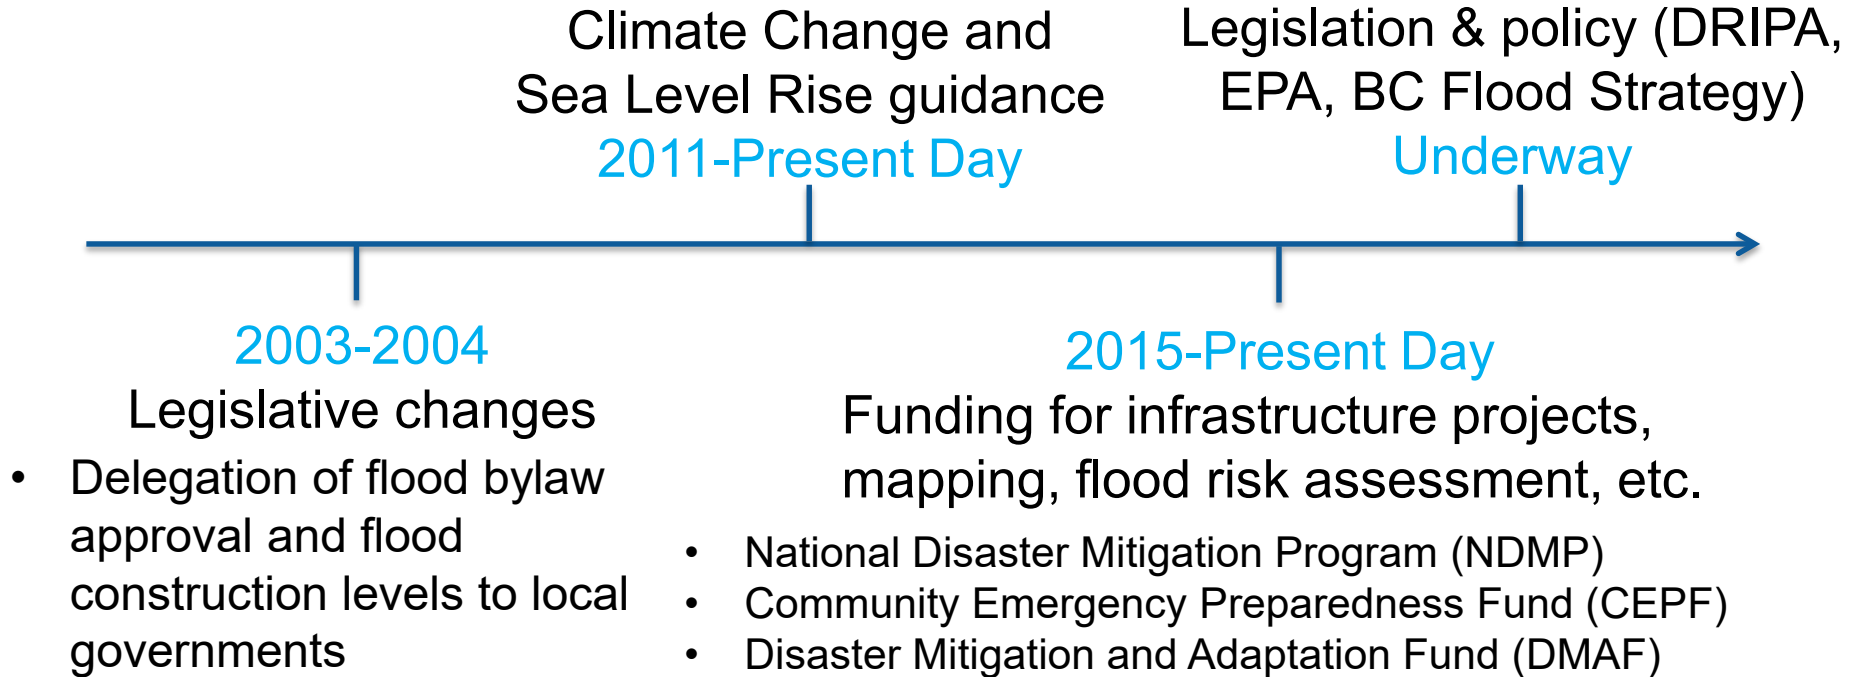 Climate Change and
Sea Level Rise guidance
2011-Present Day
Legislation & policy (DRIPA,
EPA, BC Flood Strategy)
Underway
2003-2004
Legislative changes
• Delegation of flood bylaw
approval and flood
construction levels to local
governments
2015-Present Day
Funding for infrastructure projects,
mapping, flood risk assessment, etc.
• National Disaster Mitigation Program (NDMP)
• Community Emergency Preparedness Fund (CEPF)
• Disaster Mitigation and Adaptation Fund (DMAF)